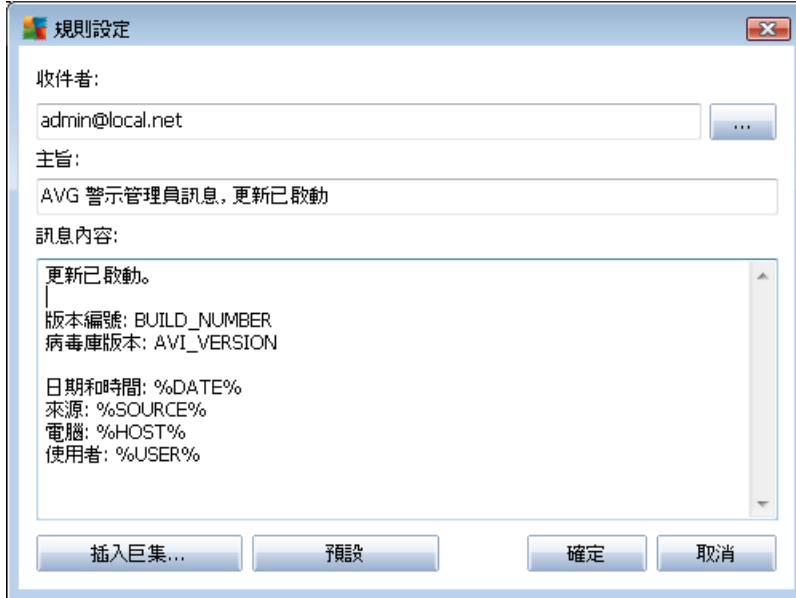 規則設定
收件者:
admin@local.net
...
主旨:
AVG 警示管理員訊息, 更新已啟動
訊息內容:
更新已啟動。
版本編號: BUILD_NUMBER
病毒庫版本: AVI_VERSION
日期和時間: %DATE%
來源: %SOURCE%
電腦: %HOST%
使用者: %USER%
插入巨集... 預設 確定 取消